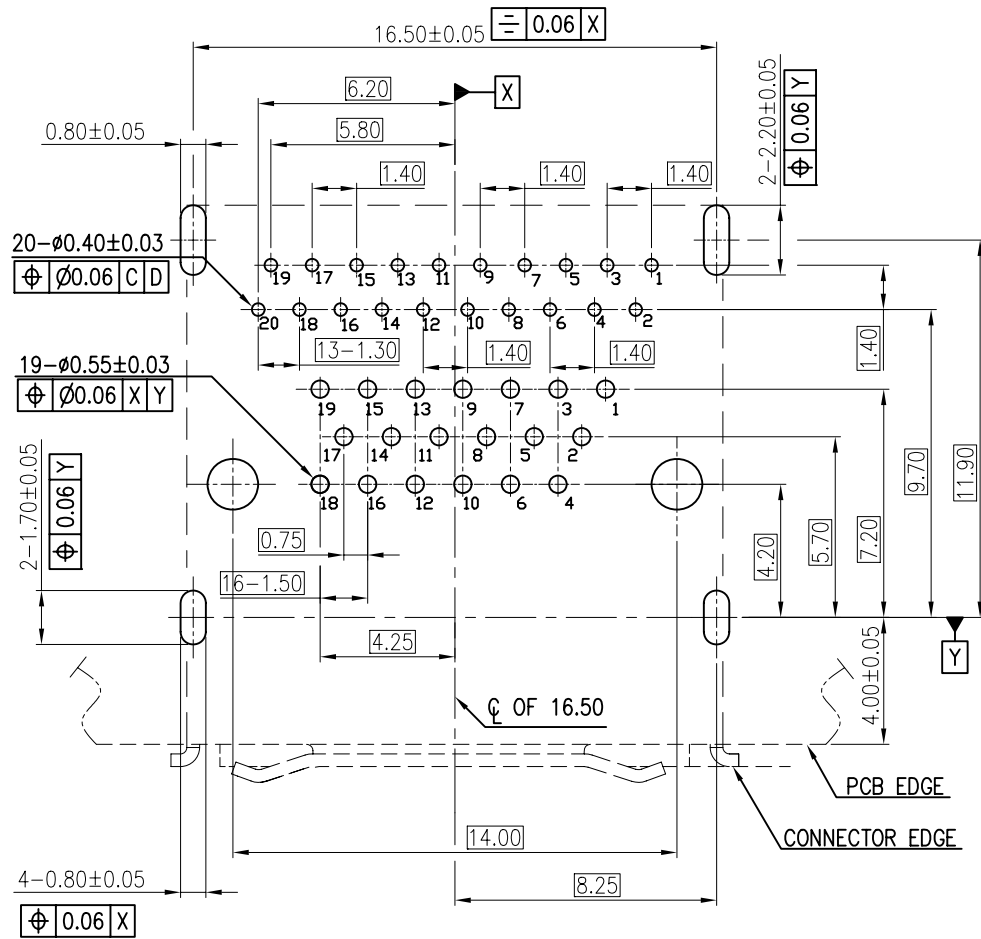 16.50±0.05 ⌯ 0.06 X
6.20 X
5.80
0.80±0.05
1.40 1.40 1.40
2-2.20±0.05
⌖ 0.06 Y
20-ø0.40±0.03
⌖ Ø0.06 C D
19 17 15 13 11 9 7 5 3 1
20 18 16 14 12 10 8 6 4 2
13-1.30 1.40 1.40
1.40
19-ø0.55±0.03
⌖ Ø0.06 X Y
19 15 13 9 7 3 1
17 14 11 8 5 2
18 16 12 10 6 4
2-1.70±0.05
⌖ 0.06 Y
0.75
16-1.50
4.25
4.20
5.70
7.20
9.70
11.90
Y
4.00±0.05
℄ OF 16.50
PCB EDGE
CONNECTOR EDGE
14.00
8.25
4-0.80±0.05
⌖ 0.06 X